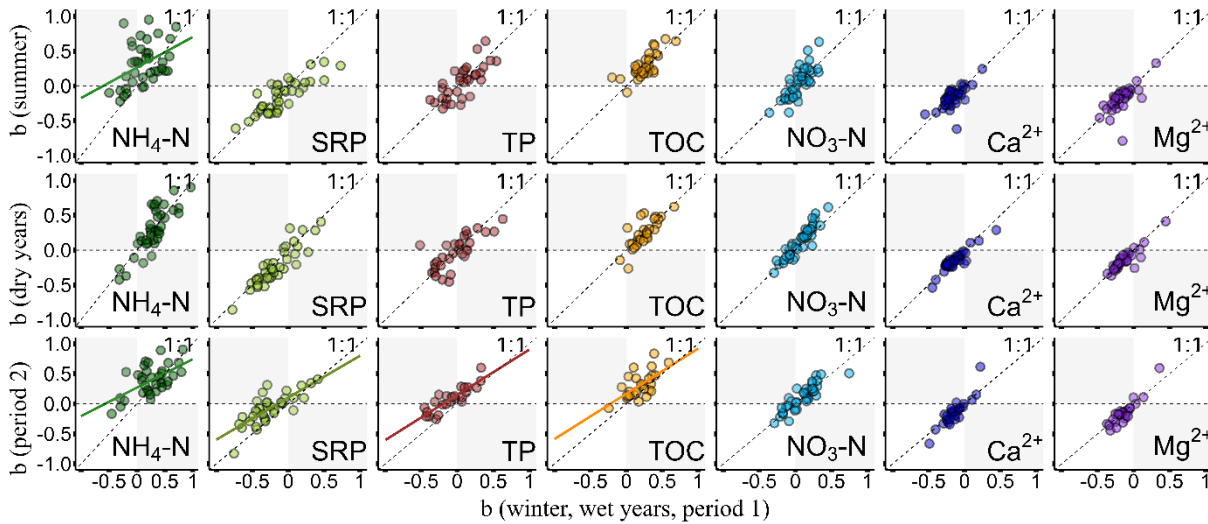 b (summer)
1.0
0.5
0.0
-0.5
-1.0
1:1 1:1 1:1 1:1 1:1 1:1 1:1
NH₄-N SRP TP TOC NO₃-N Ca²⁺ Mg²⁺
b (dry years)
1.0
0.5
0.0
-0.5
-1.0
1:1 1:1 1:1 1:1 1:1 1:1 1:1
NH₄-N SRP TP TOC NO₃-N Ca²⁺ Mg²⁺
b (period 2)
1.0
0.5
0.0
-0.5
-1.0
1:1 1:1 1:1 1:1 1:1 1:1 1:1
NH₄-N SRP TP TOC NO₃-N Ca²⁺ Mg²⁺
-0.5 0 0.5 1 -0.5 0 0.5 1 -0.5 0 0.5 1 -0.5 0 0.5 1 -0.5 0 0.5 1 -0.5 0 0.5 1 -0.5 0 0.5 1
b (winter, wet years, period 1)